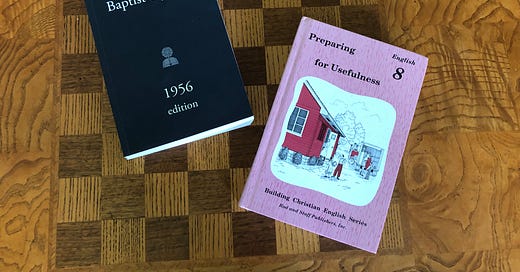 Baptist
1956
edition
Preparing
for Usefulness
English
8
Building Christian English Series
Rod and Staff Publishers, Inc.